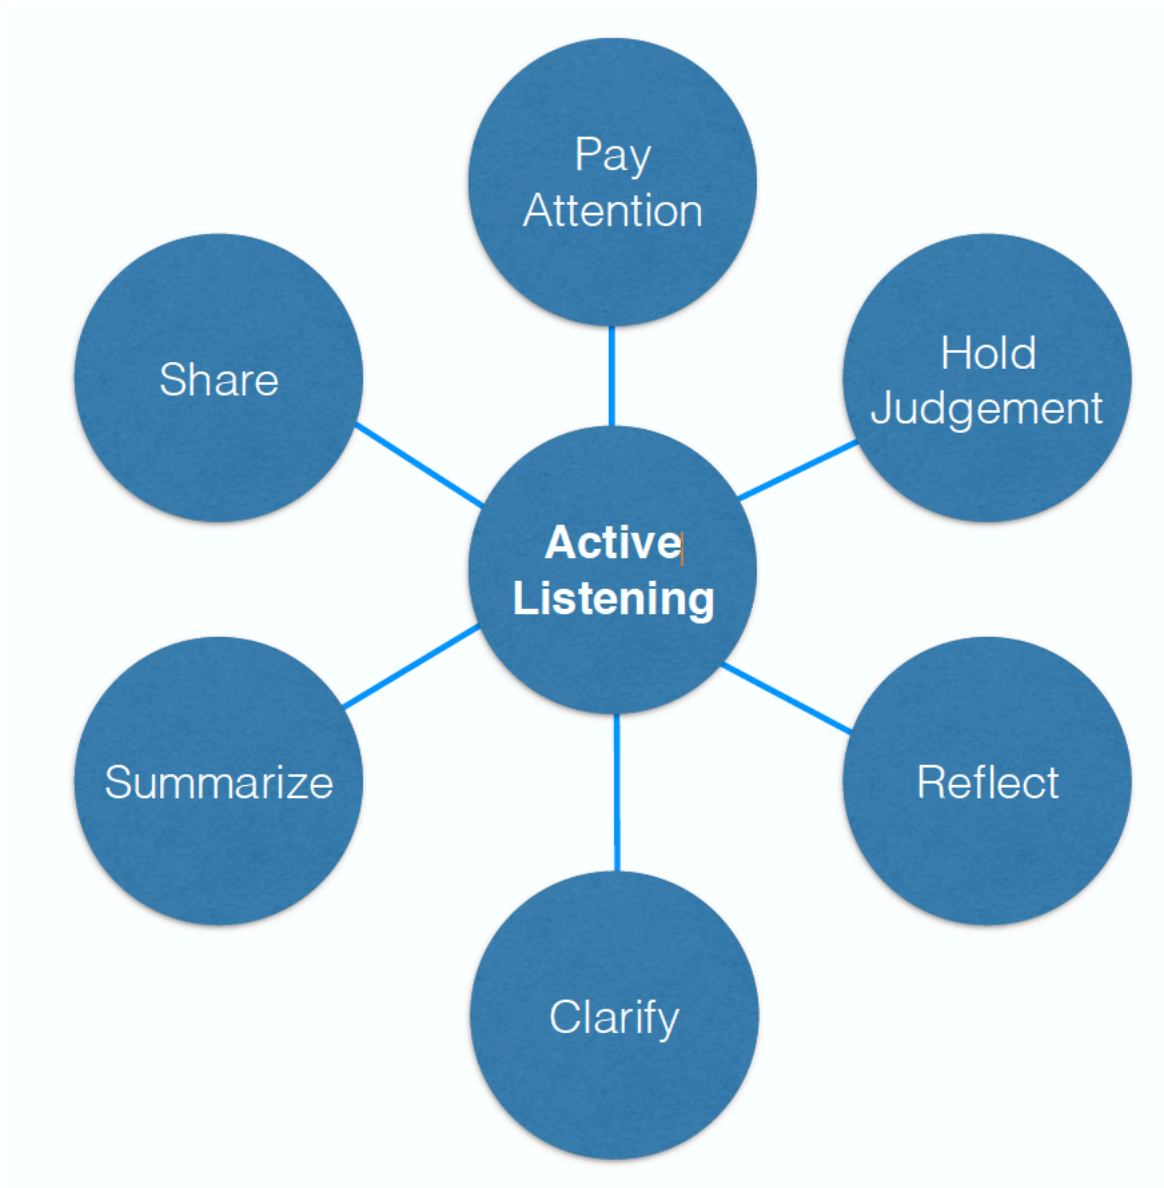 Pay
Attention
Hold
Judgement
Reflect
Clarify
Summarize
Share
Active
Listening